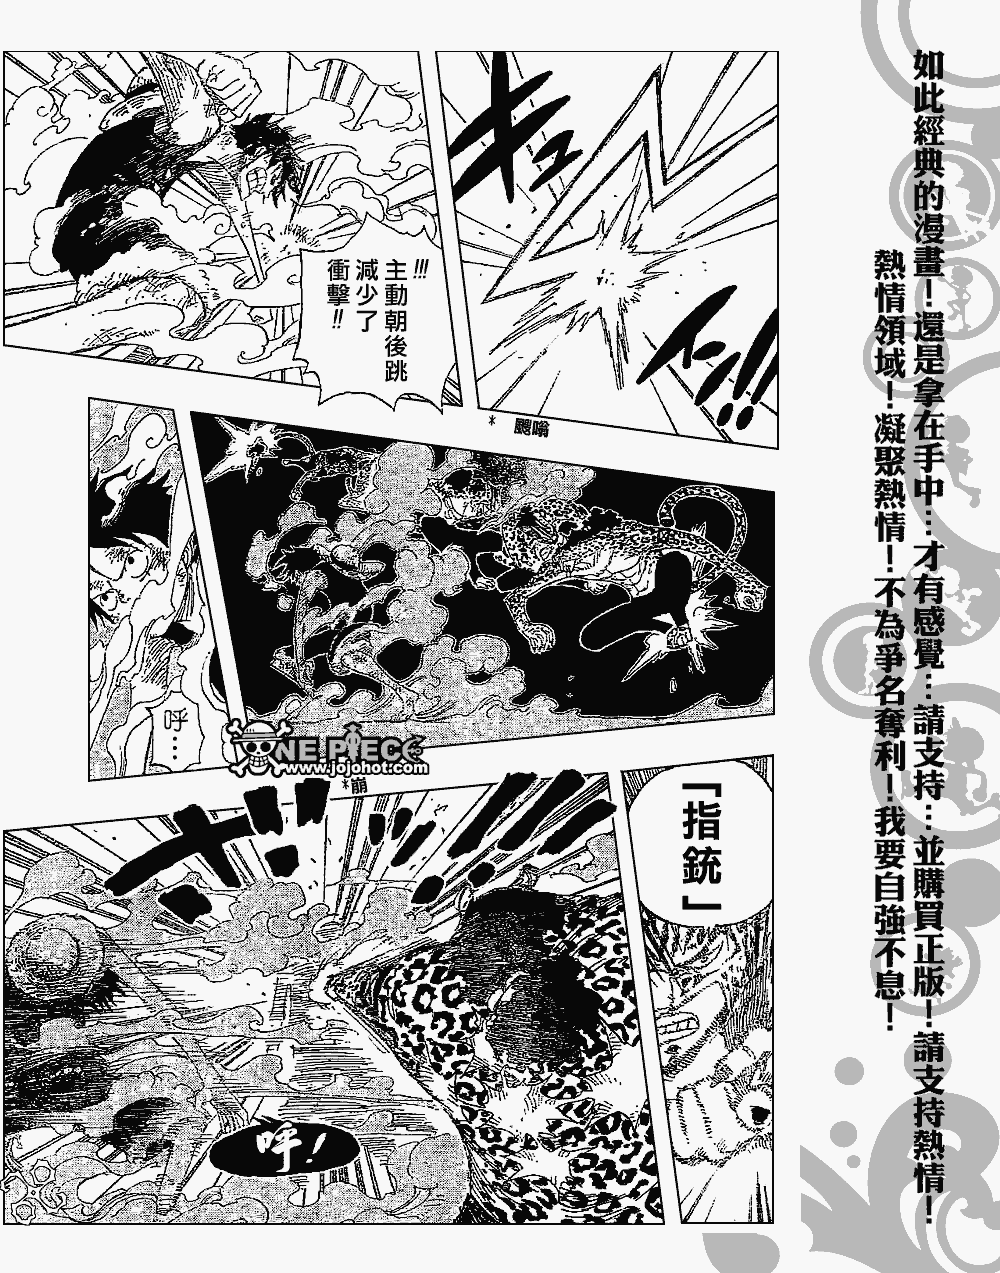 如此經典的漫畫！還是拿在手中…才有感覺…請支持…並購買正版！請支持熱情！
熱情領域！凝聚熱情！不為爭名奪利！我要自強不息！
ギュ
ン!!
* 颼嗡
!!!
主動朝後跳
減少了
衝擊!!
呼…
ONE PIECE
www.jojohot.com
「指銃」
*崩
ボン!!
呼！